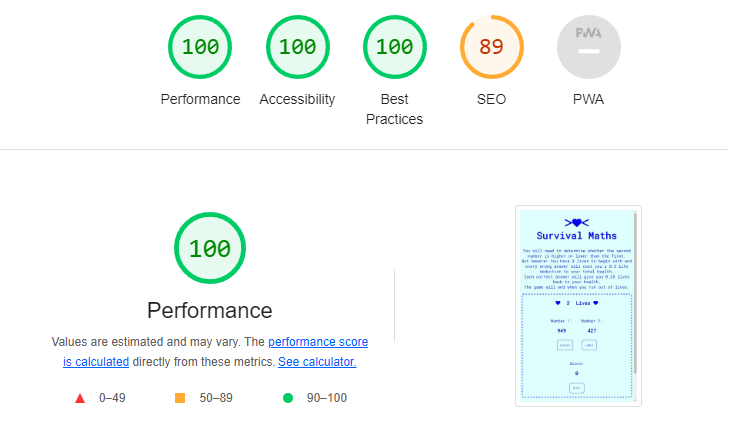 100
100
100
89
PWA
Performance
Accessibility
Best
Practices
SEO
PWA
100
Performance
Values are estimated and may vary. The performance score
is calculated directly from these metrics. See calculator.
0–49
50–89
90–100
Survival Maths
You will need to determine whether the second
number is higher or lower than the first.
But beware! You have 3 lives to begin with and
every wrong answer will cost you a 0.5 life
deduction to your total health.
Each correct answer will give you 0.25 lives
back to your health.
The game will end when you run out of lives.
3 Lives
Number 1:
Number 2:
949
427
Score:
0